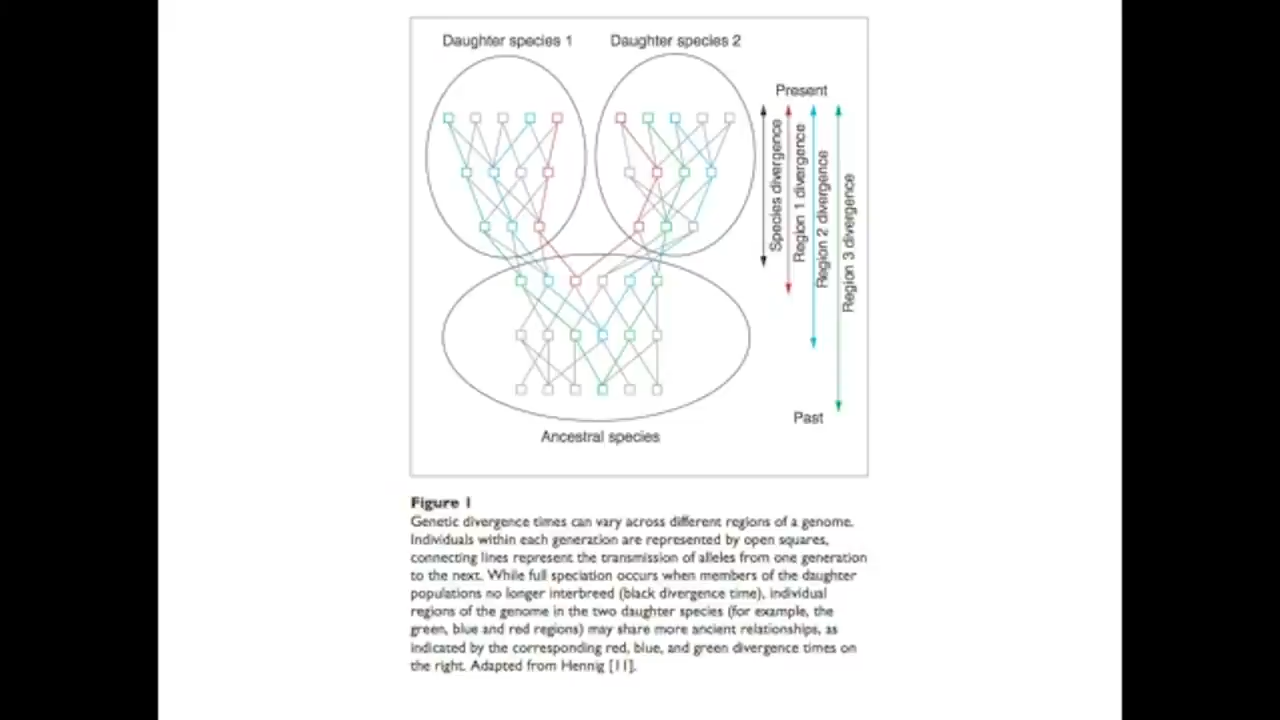 Daughter species 1
Daughter species 2
Present
Species divergence
Region 1 divergence
Region 2 divergence
Region 3 divergence
Past
Ancestral species
Figure 1
Genetic divergence times can vary across different regions of a genome.
Individuals within each generation are represented by open squares,
connecting lines represent the transmission of alleles from one generation
to the next. While full speciation occurs when members of the daughter
populations no longer interbreed (black divergence time), individual
regions of the genome in the two daughter species (for example, the
green, blue and red regions) may share more ancient relationships, as
indicated by the corresponding red, blue, and green divergence times on
the right. Adapted from Hennig [11].